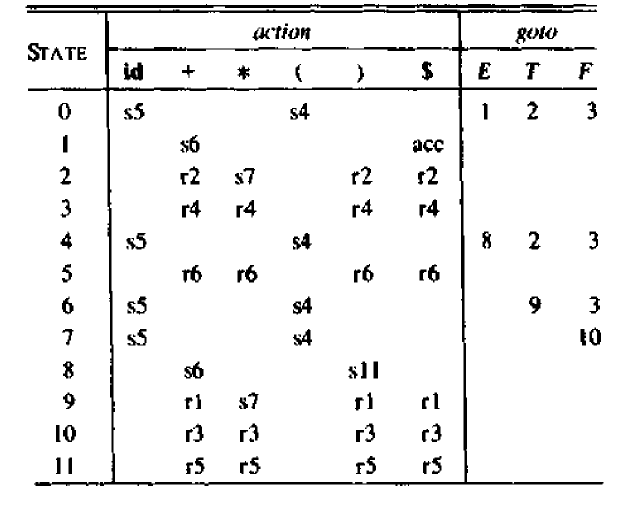 action goto
STATE
id + * ( ) $ E T F
0 s5 s4 1 2 3
1 s6 acc
2 r2 s7 r2 r2
3 r4 r4 r4 r4
4 s5 s4 8 2 3
5 r6 r6 r6 r6
6 s5 s4 9 3
7 s5 s4 10
8 s6 s11
9 r1 s7 r1 r1
10 r3 r3 r3 r3
11 r5 r5 r5 r5